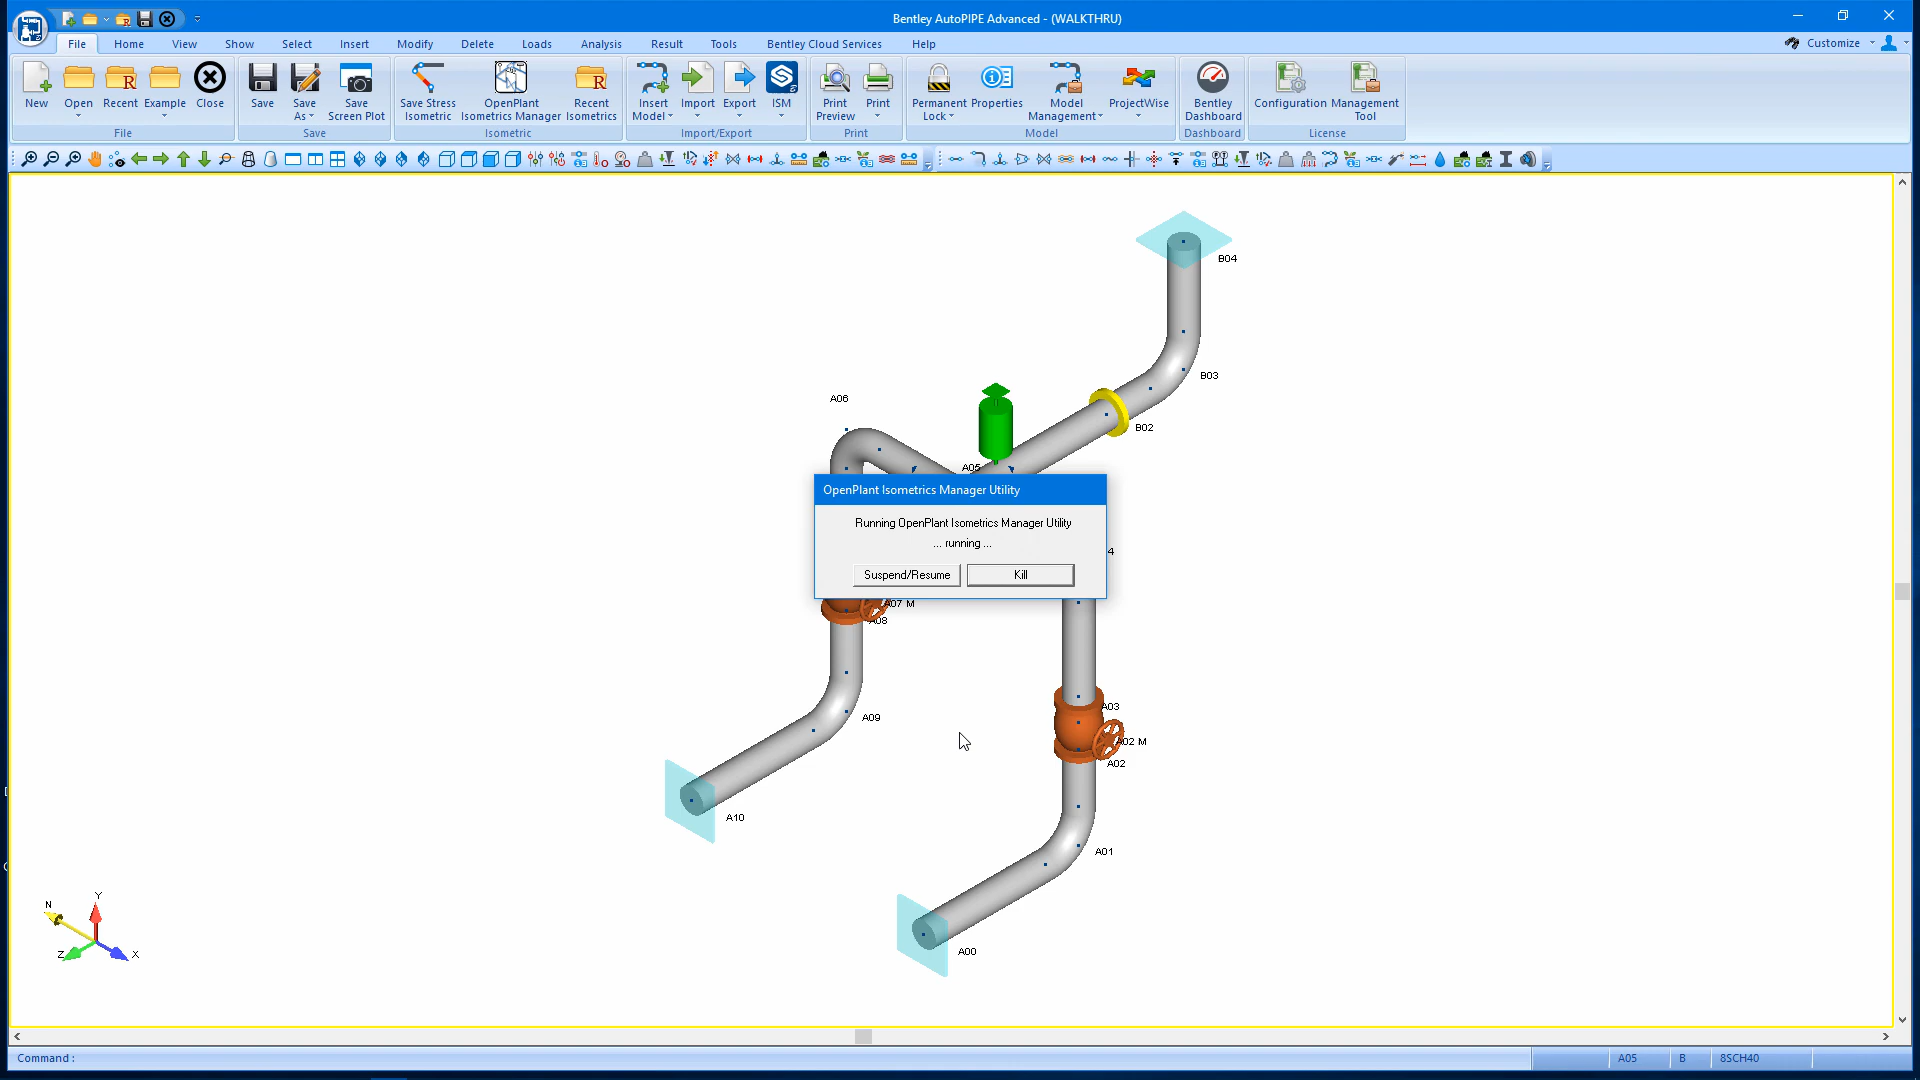 Bentley AutoPIPE Advanced - (WALKTHRU)
File Home View Show Select Insert Modify Delete Loads Analysis Result Tools Bentley Cloud Services Help Customize
New Open Recent Example Close
File
Save Save As Save Screen Plot
Save
Save Stress Isometric OpenPlant Isometrics Manager Recent Isometrics
Isometric
Insert Model Import Export ISM
Import/Export
Print Preview Print
Print
Permanent Lock Properties Model Management ProjectWise
Model
Bentley Dashboard
Dashboard
Configuration Management Tool
License
B04
B03
A06
B02
A05
OpenPlant Isometrics Manager Utility
Running OpenPlant Isometrics Manager Utility
... running ...
4
Suspend/Resume Kill
A07 M
A08
A03
A09
A02 M
A02
A10
A01
A00
N Y
Z X
Command :
A05 B 8SCH40